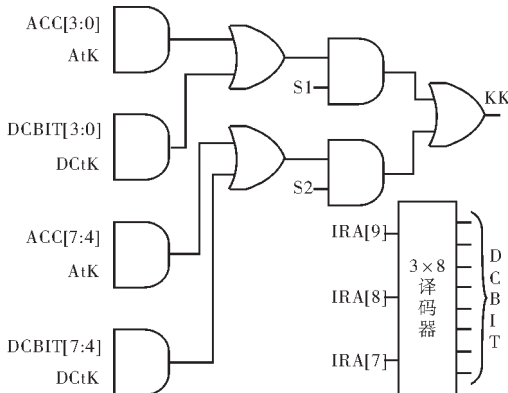 ACC[3:0]
AtK
DCBIT[3:0]
DCtK
ACC[7:4]
AtK
DCBIT[7:4]
DCtK
S1
S2
KK
IRA[9]
IRA[8]
IRA[7]
3×8
译
码
器
D
C
B
I
T